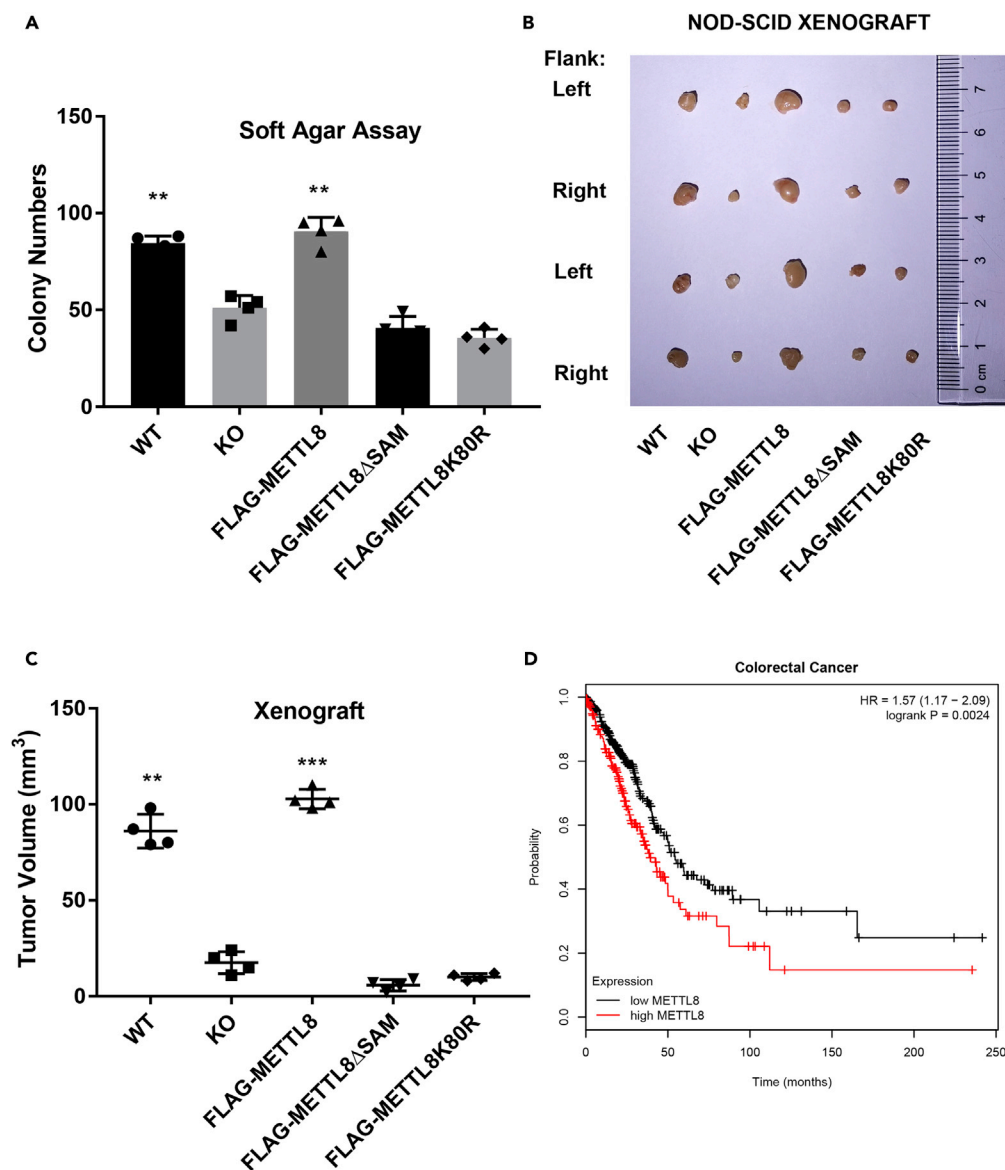 A
Soft Agar Assay
Colony Numbers
150
100
50
0
**
**
WT
KO
FLAG-METTL8
FLAG-METTL8ΔSAM
FLAG-METTL8K80R
B
NOD-SCID XENOGRAFT
Flank:
Left
Right
Left
Right
7
6
5
4
3
2
1
0 cm
WT
KO
FLAG-METTL8
FLAG-METTL8ΔSAM
FLAG-METTL8K80R
C
Xenograft
Tumor Volume (mm³)
150
100
50
0
**
***
WT
KO
FLAG-METTL8
FLAG-METTL8ΔSAM
FLAG-METTL8K80R
D
Colorectal Cancer
HR = 1.57 (1.17 − 2.09)
logrank P = 0.0024
Probability
1.0
0.8
0.6
0.4
0.2
0.0
Expression
low METTL8
high METTL8
0
50
100
150
200
250
Time (months)